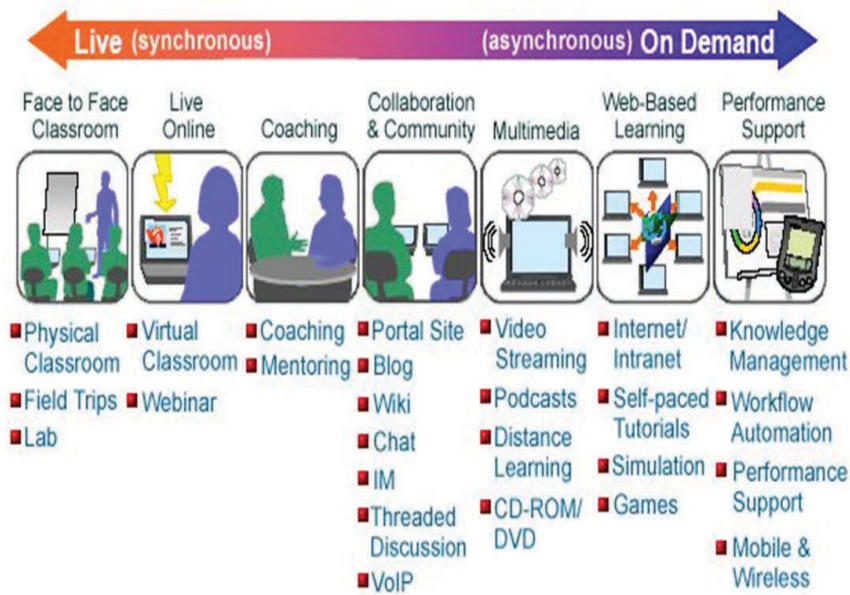 Live (synchronous) (asynchronous) On Demand
Face to Face
Classroom
Live
Online
Coaching
Collaboration
& Community
Multimedia
Web-Based
Learning
Performance
Support
Physical
Classroom
Field Trips
Lab
Virtual
Classroom
Webinar
Coaching
Mentoring
Portal Site
Blog
Wiki
Chat
IM
Threaded
Discussion
VoIP
Video
Streaming
Podcasts
Distance
Learning
CD-ROM/
DVD
Internet/
Intranet
Self-paced
Tutorials
Simulation
Games
Knowledge
Management
Workflow
Automation
Performance
Support
Mobile &
Wireless